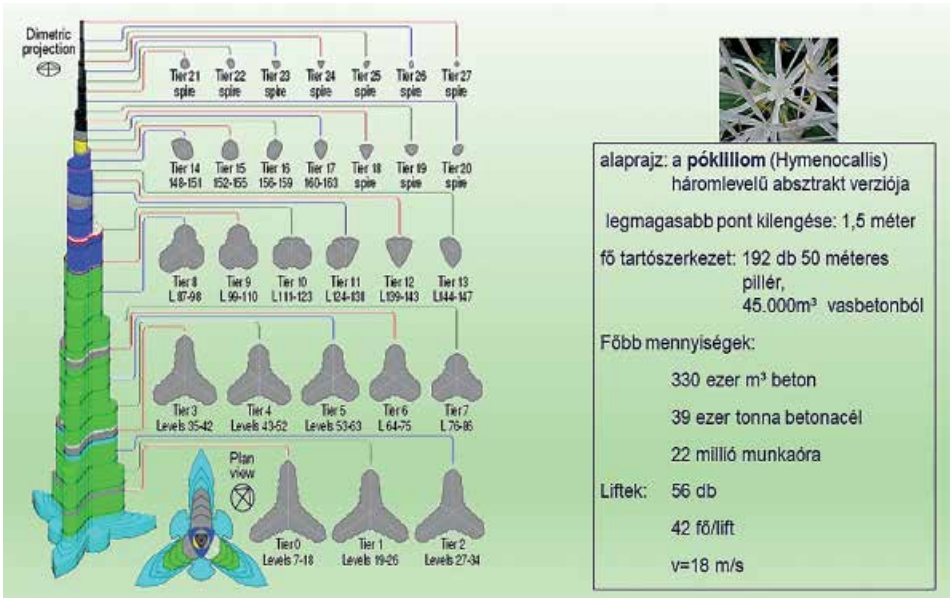 Dimetric
projection
Tier 21 Tier 22 Tier 23 Tier 24 Tier 25 Tier 26 Tier 27
spire spire spire spire spire spire spire
Tier 14 Tier 15 Tier 16 Tier 17 Tier 18 Tier 19 Tier 20
148-151 152-155 156-159 160-163 spire spire spire
Tier 8 Tier 9 Tier 10 Tier 11 Tier 12 Tier 13
L 87-98 L 99-110 L111-123 L124-138 L139-143 L144-147
Tier 3 Tier 4 Tier 5 Tier 6 Tier 7
Levels 35-42 Levels 43-52 Levels 53-63 L 64-75 L 76-86
Plan
view
Tier 0 Tier 1 Tier 2
Levels 7-18 Levels 19-26 Levels 27-34
alaprajz: a pókliliom (Hymenocallis)
háromlevelű absztrakt verziója
legmagasabb pont kilengése: 1,5 méter
fő tartószerkezet: 192 db 50 méteres
pillér,
45.000m³ vasbetonból
Főbb mennyiségek:
330 ezer m³ beton
39 ezer tonna betonacél
22 millió munkaóra
Liftek: 56 db
42 fő/lift
v=18 m/s